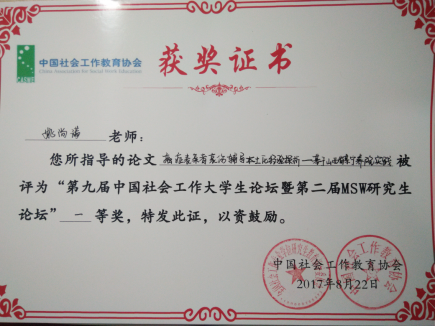 中国社会工作教育协会
China Association for Social Work Education
获奖证书
姚尚满 老师：
您所指导的论文 被
评为“第九届中国社会工作大学生论坛暨第二届MSW研究生
论坛” 一 等奖，特发此证，以资鼓励。
中国社会工作教育协会
2017年8月22日